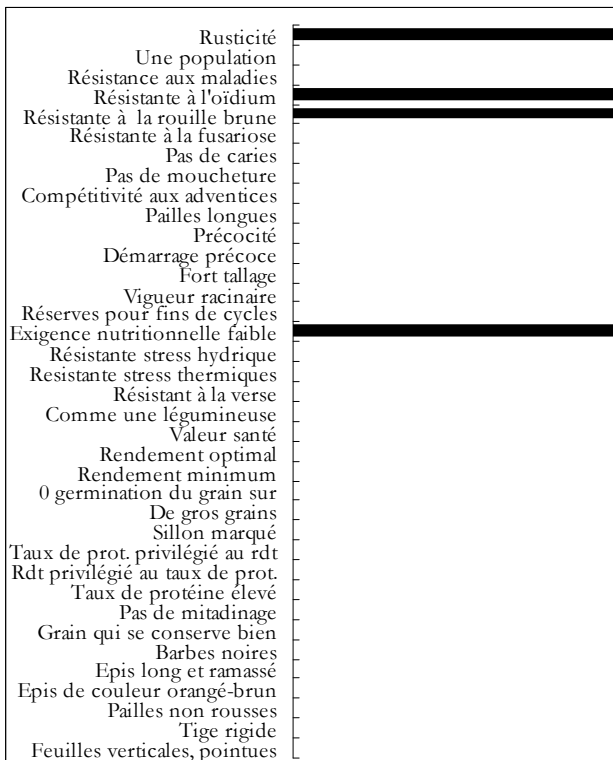 Rusticité
Une population
Résistance aux maladies
Résistante à l'oïdium
Résistante à la rouille brune
Résistante à la fusariose
Pas de caries
Pas de moucheture
Compétitivité aux adventices
Pailles longues
Précocité
Démarrage précoce
Fort tallage
Vigueur racinaire
Réserves pour fins de cycles
Exigence nutritionnelle faible
Résistante stress hydrique
Resistante stress thermiques
Résistant à la verse
Comme une légumineuse
Valeur santé
Rendement optimal
Rendement minimum
0 germination du grain sur
De gros grains
Sillon marqué
Taux de prot. privilégié au rdt
Rdt privilégié au taux de prot.
Taux de protéine élevé
Pas de mitadinage
Grain qui se conserve bien
Barbes noires
Epis long et ramassé
Epis de couleur orangé-brun
Pailles non rousses
Tige rigide
Feuilles verticales, pointues